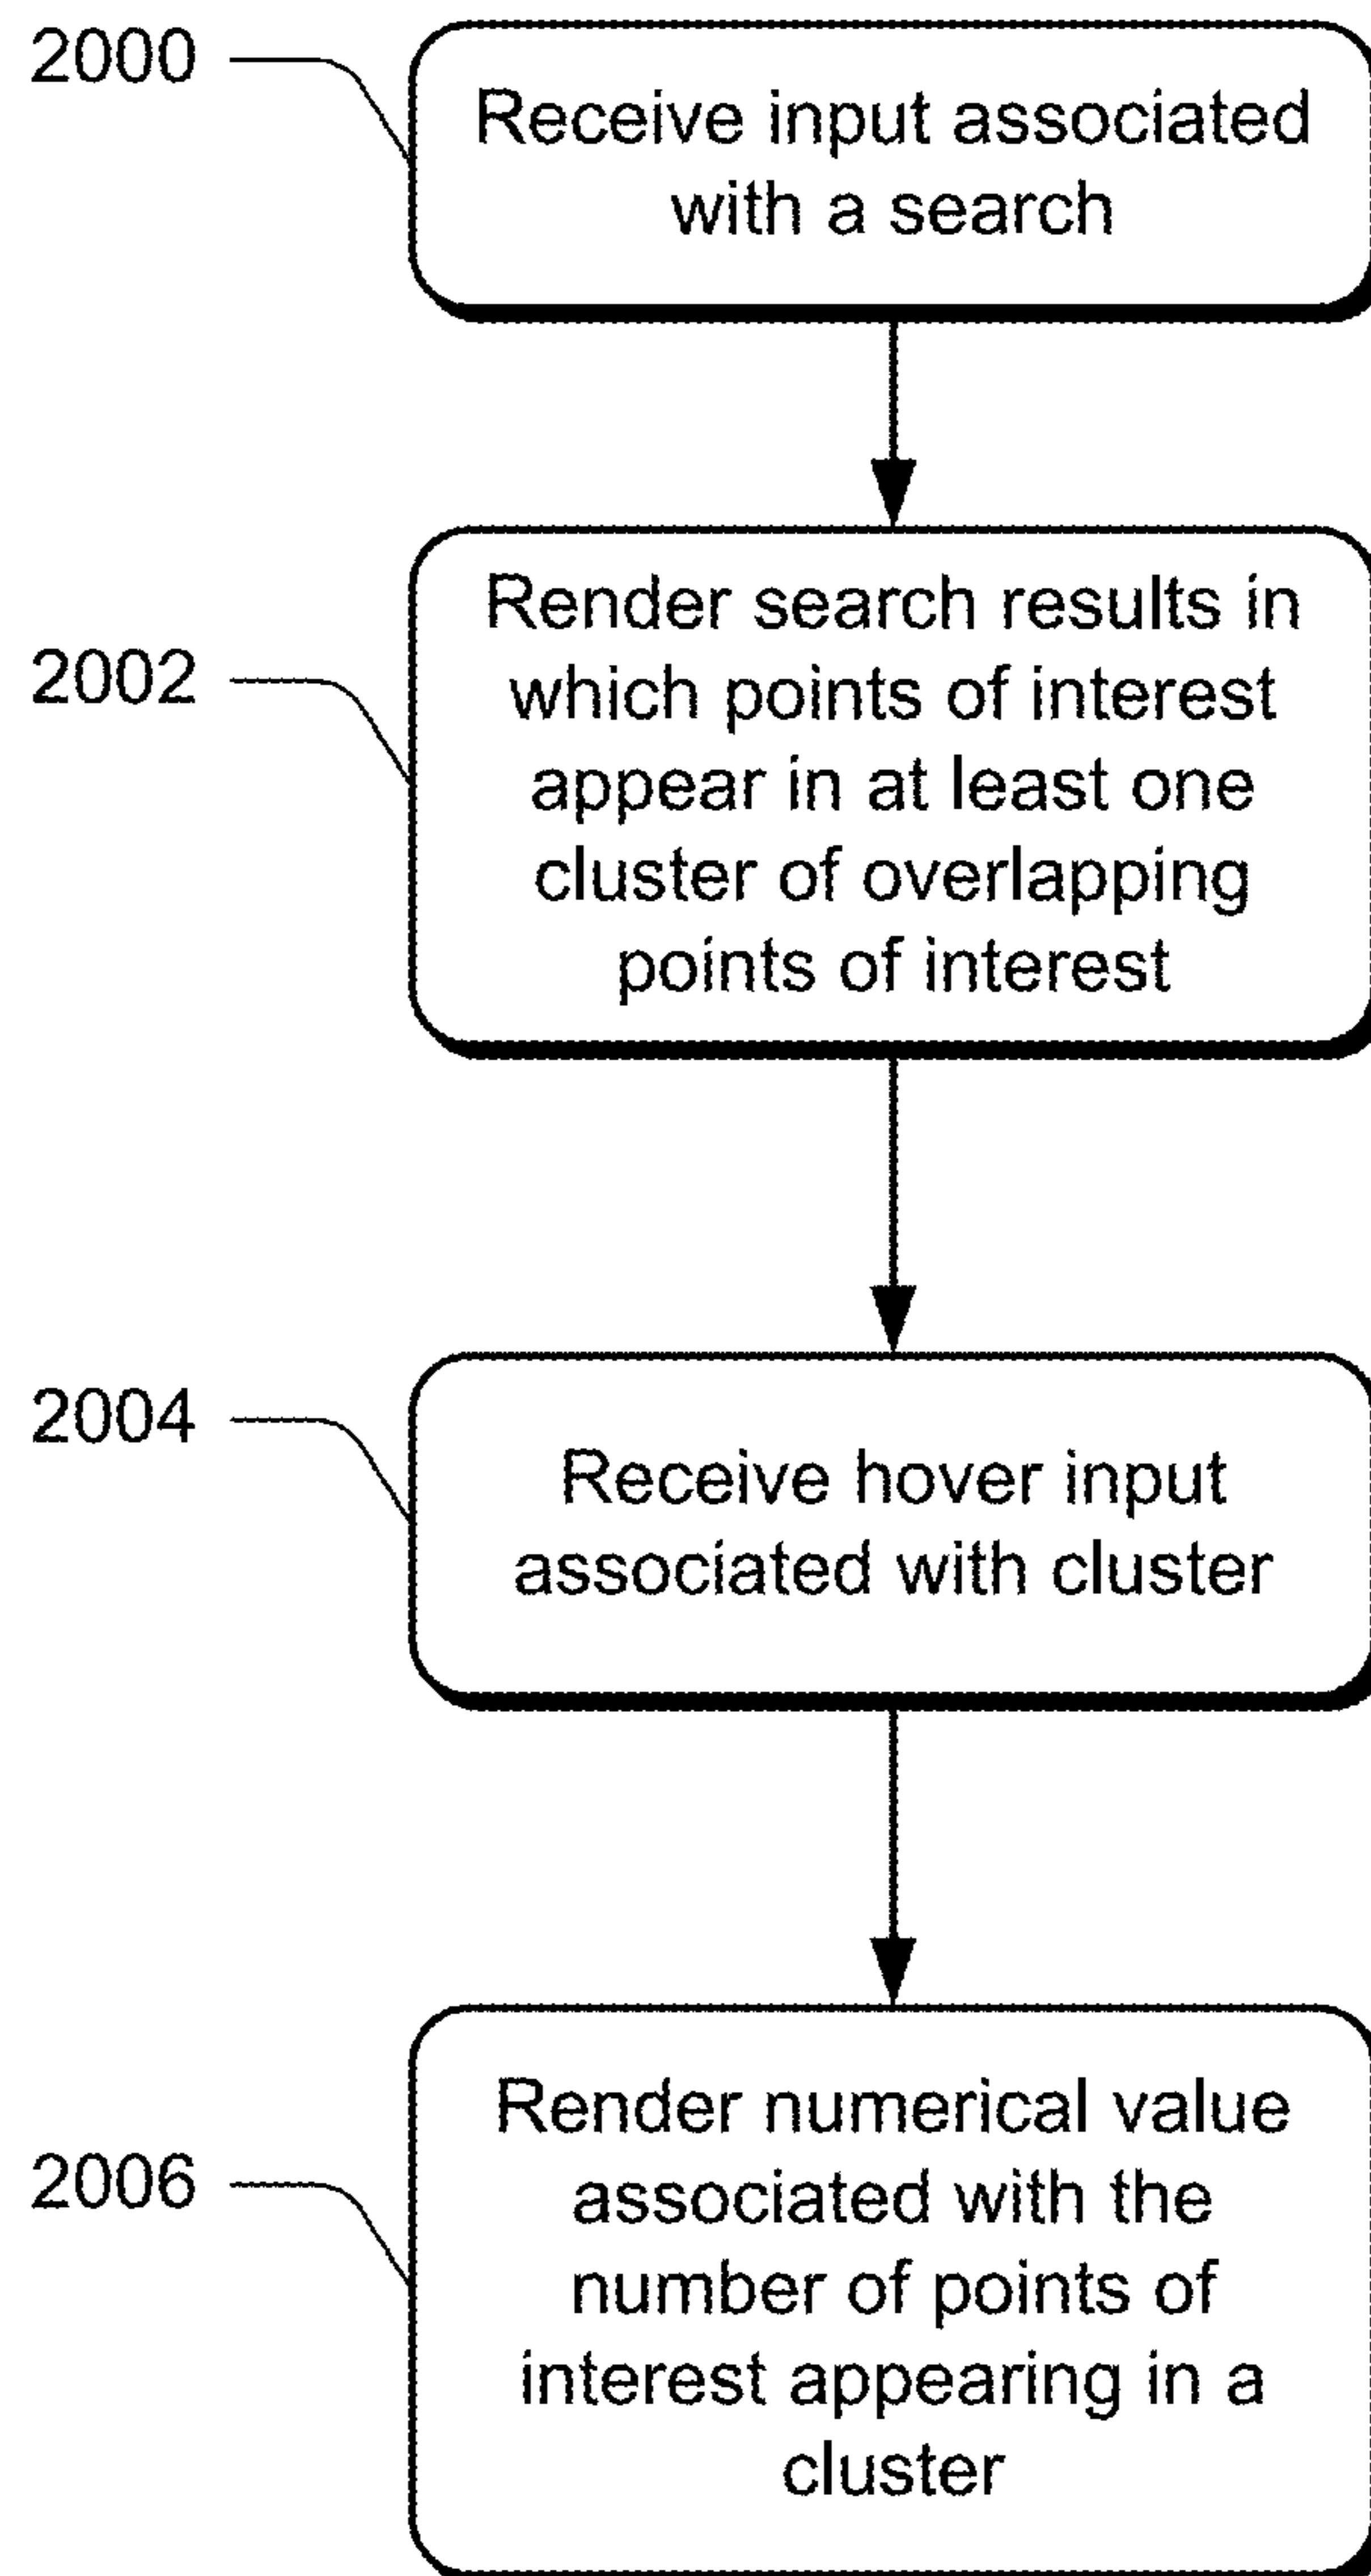 2000
Receive input associated
with a search
2002
Render search results in
which points of interest
appear in at least one
cluster of overlapping
points of interest
2004
Receive hover input
associated with cluster
2006
Render numerical value
associated with the
number of points of
interest appearing in a
cluster